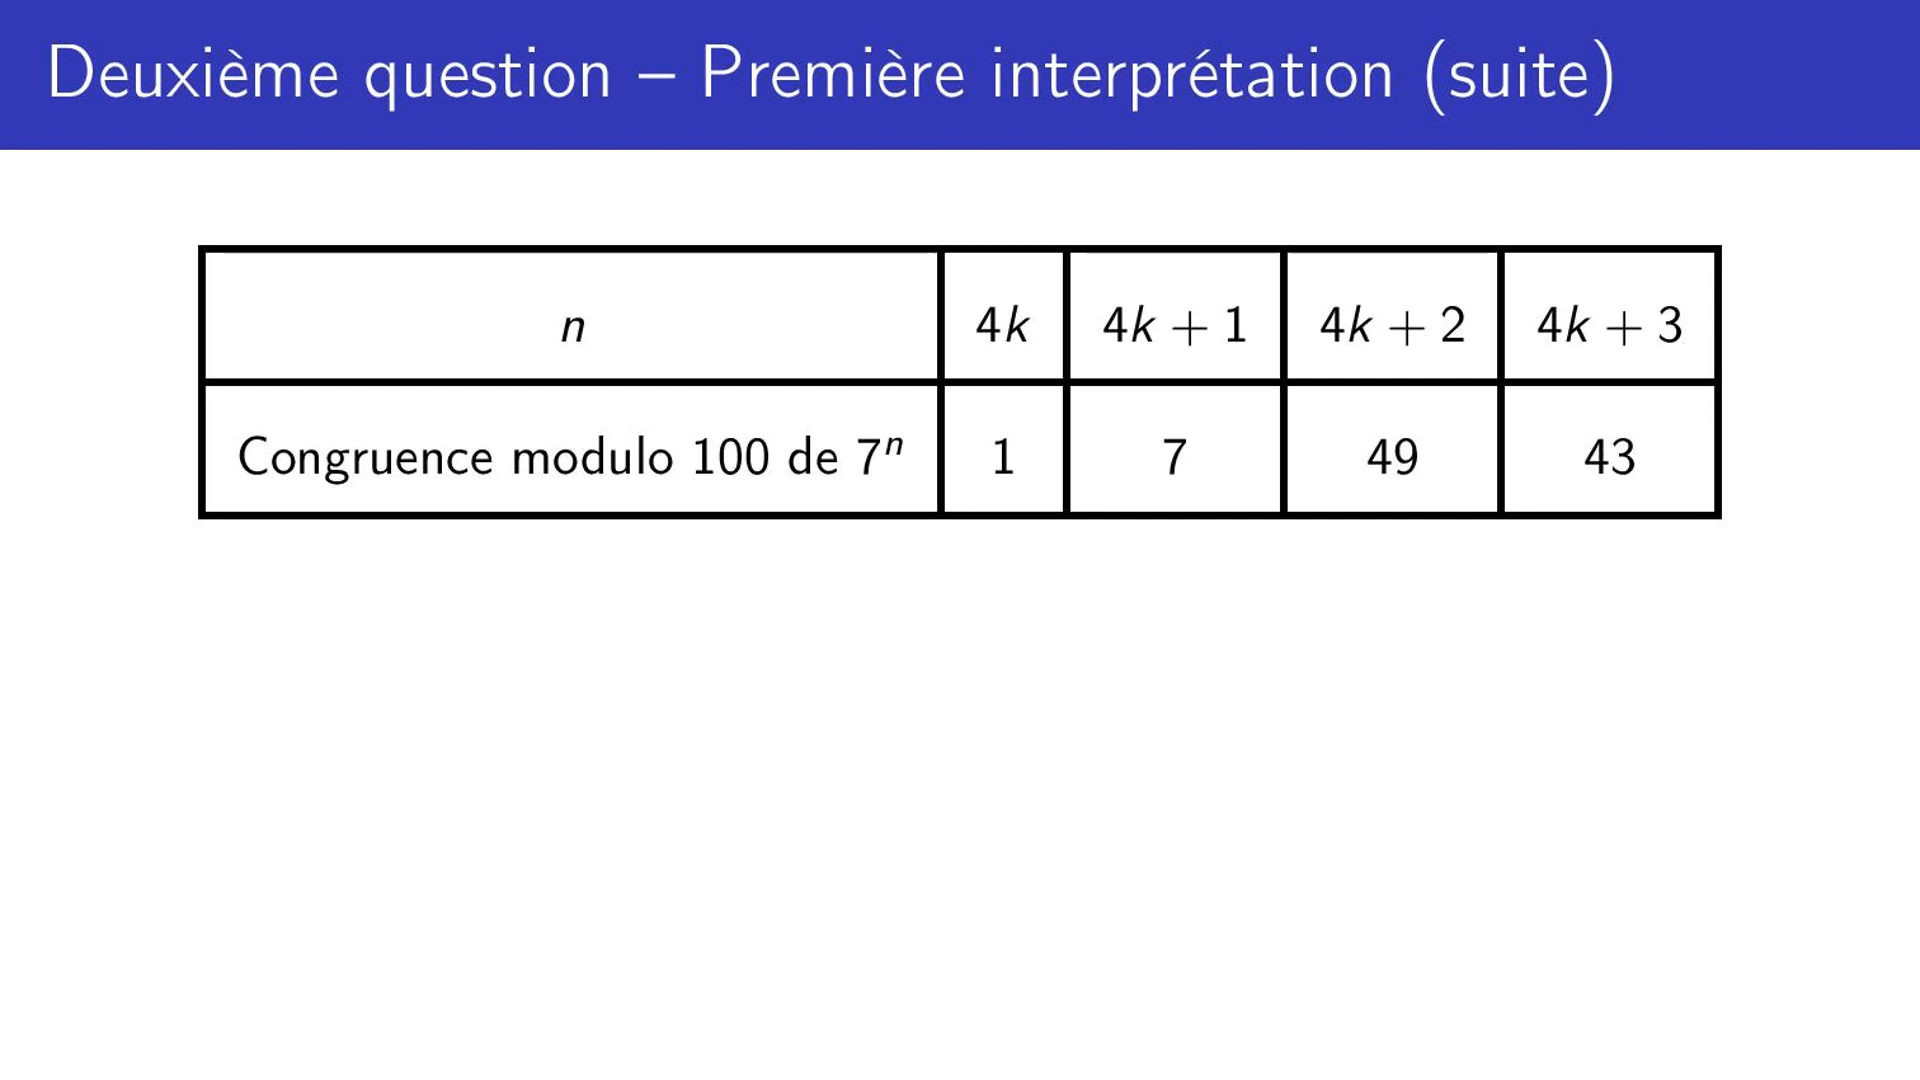 Deuxième question – Première interprétation (suite)
n 4k 4k + 1 4k + 2 4k + 3
Congruence modulo 100 de 7ⁿ 1 7 49 43